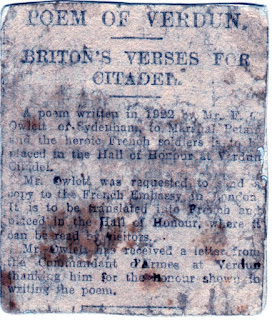 POEM OF VERDUN.
BRITON'S VERSES FOR
CITADEL.
A poem written in 1922 by Mr. F. C.
Owlett of Sydenham, to Marshal Petain
and the heroic French soldiers is to be
placed in the Hall of Honour at Verdun
Citadel.
Mr. Owlett was requested to send a
copy to the French Embassy in London
It is to be translated into French and
placed in the Hall of Honour, where it
can be read by visitors.
Mr. Owlett has received a letter from
the Commandant d'Armes at Verdun
thanking him for the honour shown in
writing the poem.